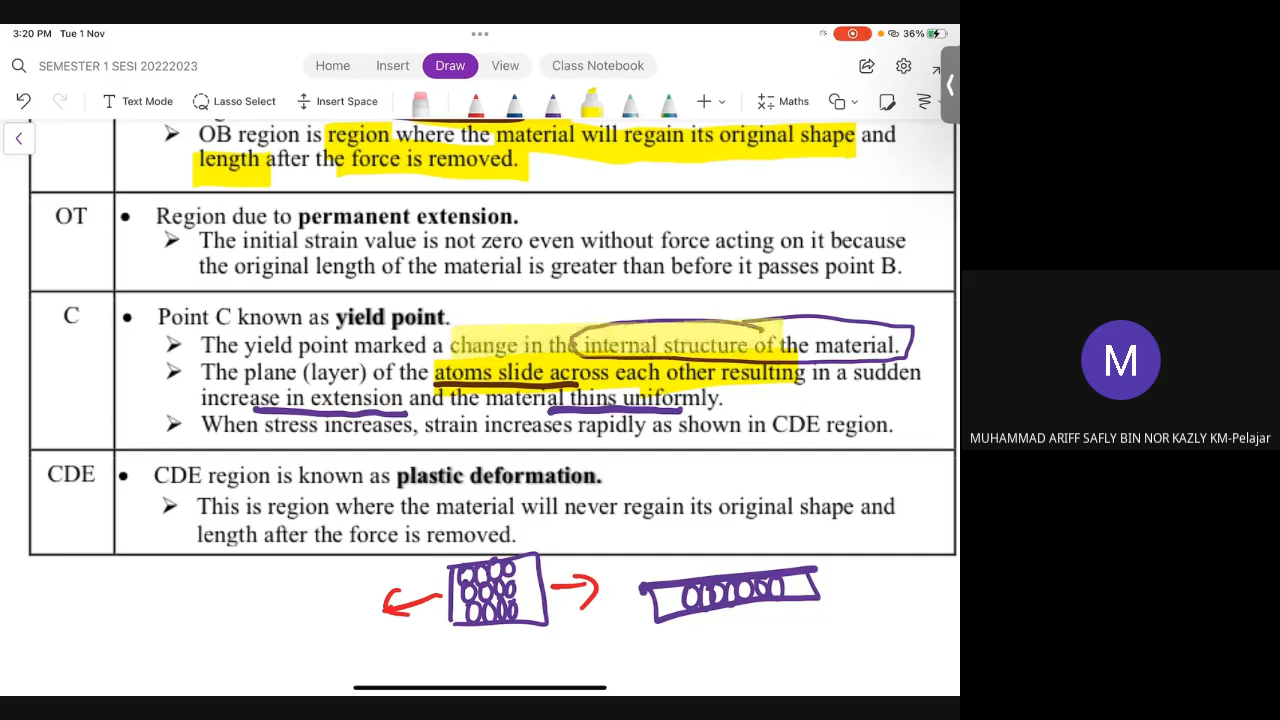 3:20 PM Tue 1 Nov
36%
SEMESTER 1 SESI 20222023
Home Insert Draw View Class Notebook
Text Mode Lasso Select Insert Space Maths
➤ OB region is region where the material will regain its original shape and
length after the force is removed.
OT • Region due to permanent extension.
➤ The initial strain value is not zero even without force acting on it because
the original length of the material is greater than before it passes point B.
C • Point C known as yield point.
➤ The yield point marked a change in the internal structure of the material.
➤ The plane (layer) of the atoms slide across each other resulting in a sudden
increase in extension and the material thins uniformly.
➤ When stress increases, strain increases rapidly as shown in CDE region.
CDE • CDE region is known as plastic deformation.
➤ This is region where the material will never regain its original shape and
length after the force is removed.
M
MUHAMMAD ARIFF SAFLY BIN NOR KAZLY KM-Pelajar